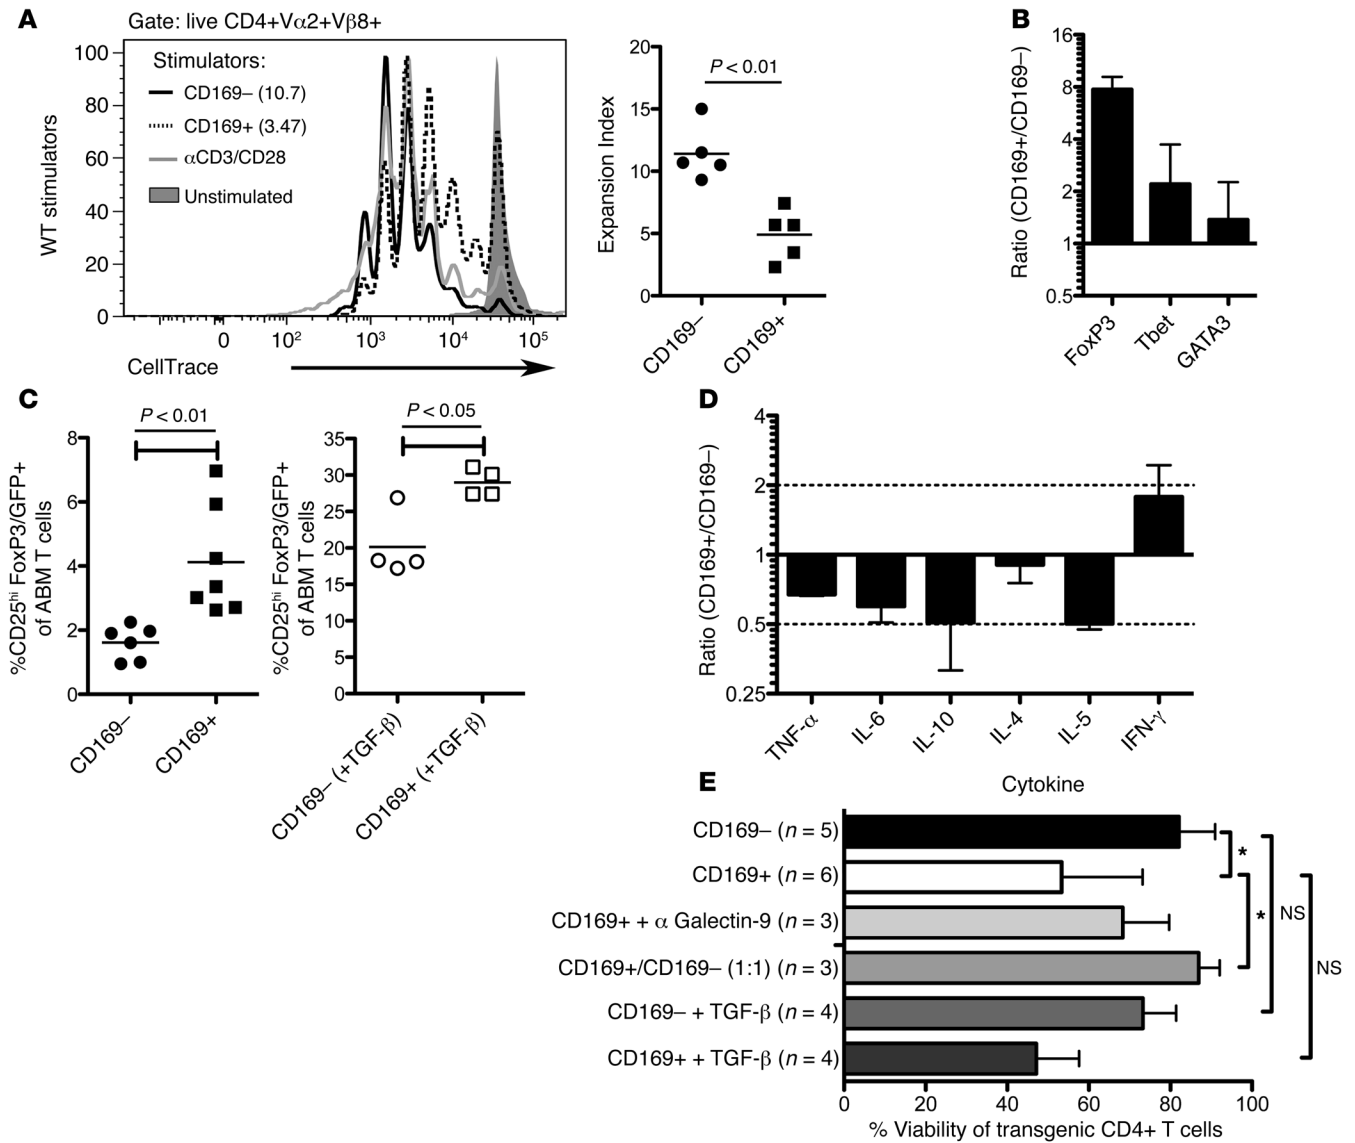 A
Gate: live CD4+Vα2+Vβ8+
WT stimulators
100
80
60
40
20
0
Stimulators:
CD169– (10.7)
CD169+ (3.47)
αCD3/CD28
Unstimulated
0
10²
10³
10⁴
10⁵
CellTrace
Expansion Index
20
15
10
5
0
P < 0.01
CD169–
CD169+
B
Ratio (CD169+/CD169–)
16
8
4
2
1
0.5
FoxP3
Tbet
GATA3
C
%CD25ʰⁱ FoxP3/GFP+
of ABM T cells
8
6
4
2
0
P < 0.01
CD169–
CD169+
%CD25ʰⁱ FoxP3/GFP+
of ABM T cells
35
30
25
20
15
10
5
0
P < 0.05
CD169– (+TGF-β)
CD169+ (+TGF-β)
D
Ratio (CD169+/CD169–)
4
2
1
0.5
0.25
TNF-α
IL-6
IL-10
IL-4
IL-5
IFN-γ
Cytokine
E
CD169– (n = 5)
CD169+ (n = 6)
CD169+ + α Galectin-9 (n = 3)
CD169+/CD169– (1:1) (n = 3)
CD169– + TGF-β (n = 4)
CD169+ + TGF-β (n = 4)
*
*
NS
NS
0
20
40
60
80
100
% Viability of transgenic CD4+ T cells